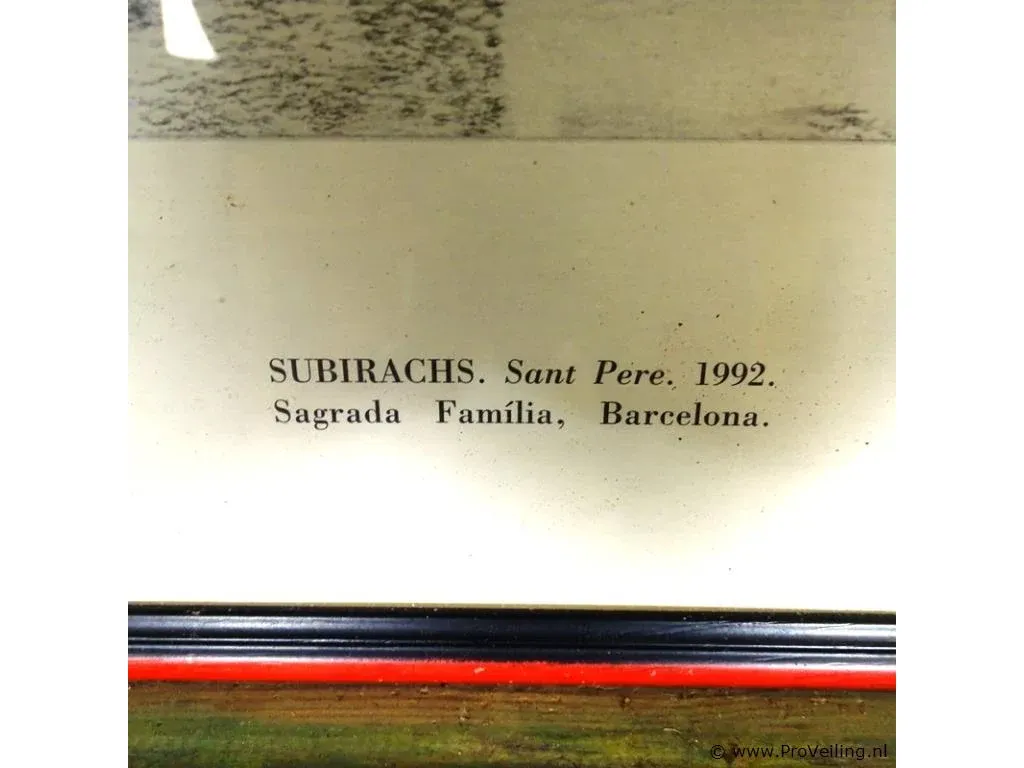 SUBIRACHS. Sant Pere. 1992.
Sagrada Família, Barcelona.
© www.ProVeiling.nl